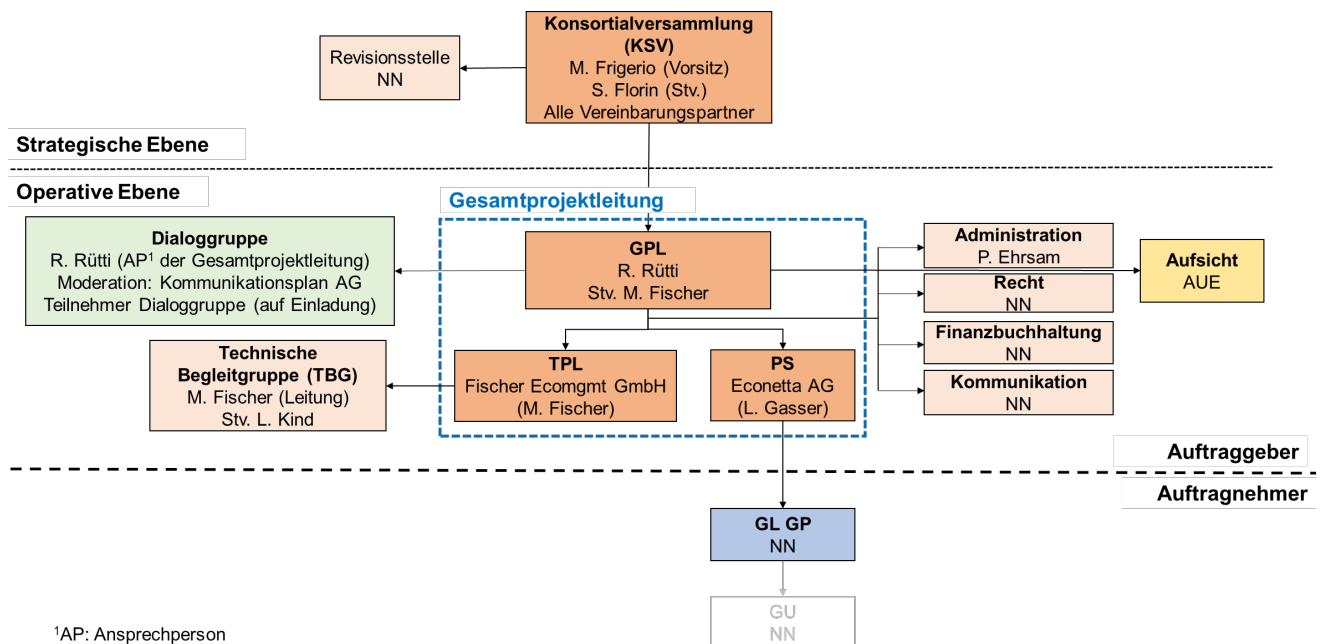 Konsortialversammlung
(KSV)
M. Frigerio (Vorsitz)
S. Florin (Stv.)
Alle Vereinbarungspartner
Revisionsstelle
NN
Strategische Ebene
Operative Ebene
Gesamtprojektleitung
Dialoggruppe
R. Rütti (AP¹ der Gesamtprojektleitung)
Moderation: Kommunikationsplan AG
Teilnehmer Dialoggruppe (auf Einladung)
GPL
R. Rütti
Stv. M. Fischer
Administration
P. Ehrsam
Aufsicht
AUE
Recht
NN
Finanzbuchhaltung
NN
Kommunikation
NN
Technische
Begleitgruppe (TBG)
M. Fischer (Leitung)
Stv. L. Kind
TPL
Fischer Ecomgmt GmbH
(M. Fischer)
PS
Econetta AG
(L. Gasser)
Auftraggeber
Auftragnehmer
GL GP
NN
GU
NN
¹AP: Ansprechperson